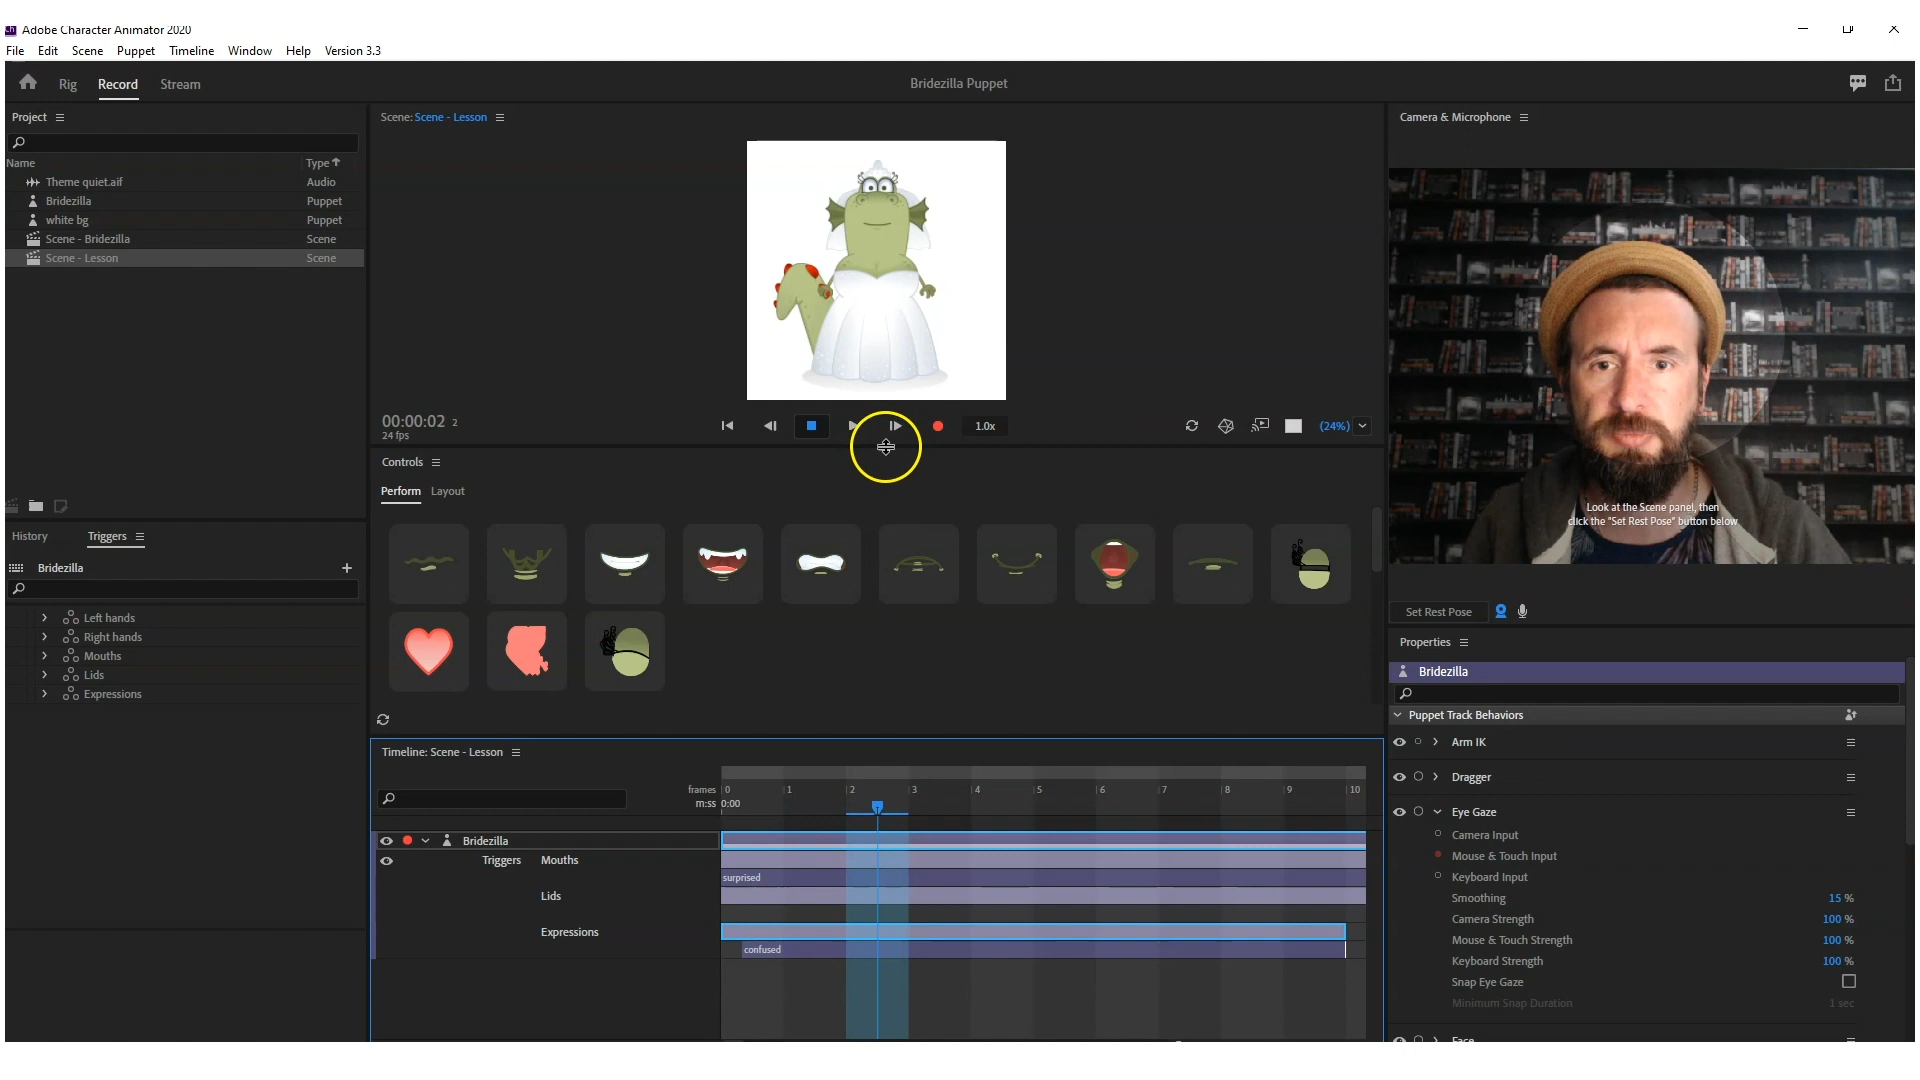 Ch Adobe Character Animator 2020
File Edit Scene Puppet Timeline Window Help Version 3.3
Rig Record Stream
Bridezilla Puppet
Project
Name Type
Theme quiet.aif Audio
Bridezilla Puppet
white bg Puppet
Scene - Bridezilla Scene
Scene - Lesson Scene
History Triggers
Bridezilla
Left hands
Right hands
Mouths
Lids
Expressions
Scene: Scene - Lesson
00:00:02 2
24 fps
1.0x
(24%)
Controls
Perform Layout
Timeline: Scene - Lesson
frames 0 1 2 3 4 5 6 7 8 9 10
m:ss 0:00
Bridezilla
Triggers Mouths
surprised
Lids
Expressions
confused
Camera & Microphone
Look at the Scene panel, then
click the "Set Rest Pose" button below
Set Rest Pose
Properties
Bridezilla
Puppet Track Behaviors
Arm IK
Dragger
Eye Gaze
Camera Input
Mouse & Touch Input
Keyboard Input
Smoothing 15 %
Camera Strength 100 %
Mouse & Touch Strength 100 %
Keyboard Strength 100 %
Snap Eye Gaze
Minimum Snap Duration 1 sec
Face